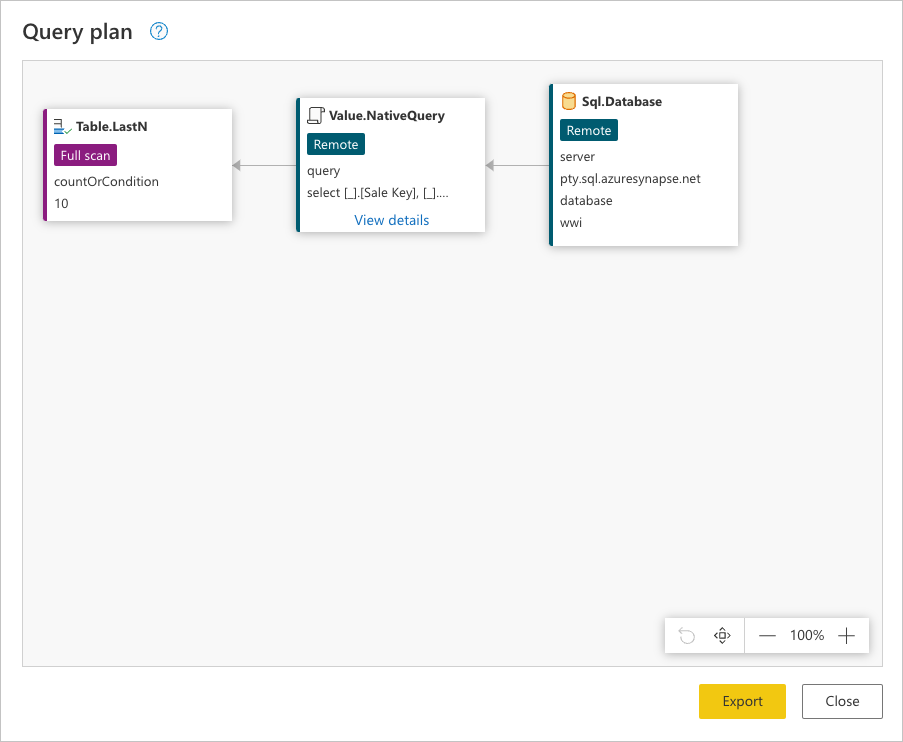 Query plan ?
Table.LastN
Full scan
countOrCondition
10
Value.NativeQuery
Remote
query
select [_].[Sale Key], [_]....
View details
Sql.Database
Remote
server
pty.sql.azuresynapse.net
database
wwi
100%
Export
Close